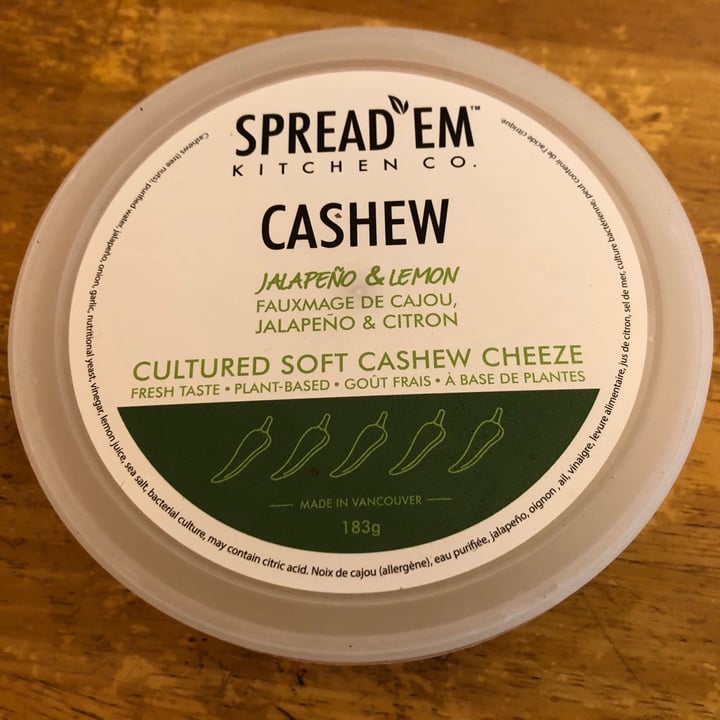 SPREAD'EM™
KITCHEN CO.
CASHEW
JALAPEÑO & LEMON
FAUXMAGE DE CAJOU,
JALAPEÑO & CITRON
CULTURED SOFT CASHEW CHEEZE
FRESH TASTE • PLANT-BASED • GOÛT FRAIS • À BASE DE PLANTES
MADE IN VANCOUVER
183g
Cashews (tree nuts), purified water, jalapeño, onion, garlic, nutritional yeast, vinegar, lemon juice, sea salt, bacterial culture, may contain citric acid. Noix de cajou (allergène), eau purifiée, jalapeño, oignon , ail, vinaigre, levure alimentaire, jus de citron, sel de mer, culture bactérienne, peut contenir de l'acide citrique.